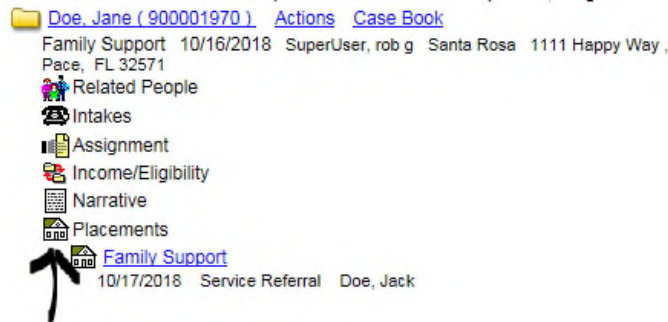 Doe, Jane ( 900001970 ) Actions Case Book
Family Support 10/16/2018 SuperUser, rob g Santa Rosa 1111 Happy Way ,
Pace, FL 32571
Related People
Intakes
Assignment
Income/Eligibility
Narrative
Placements
Family Support
10/17/2018 Service Referral Doe, Jack